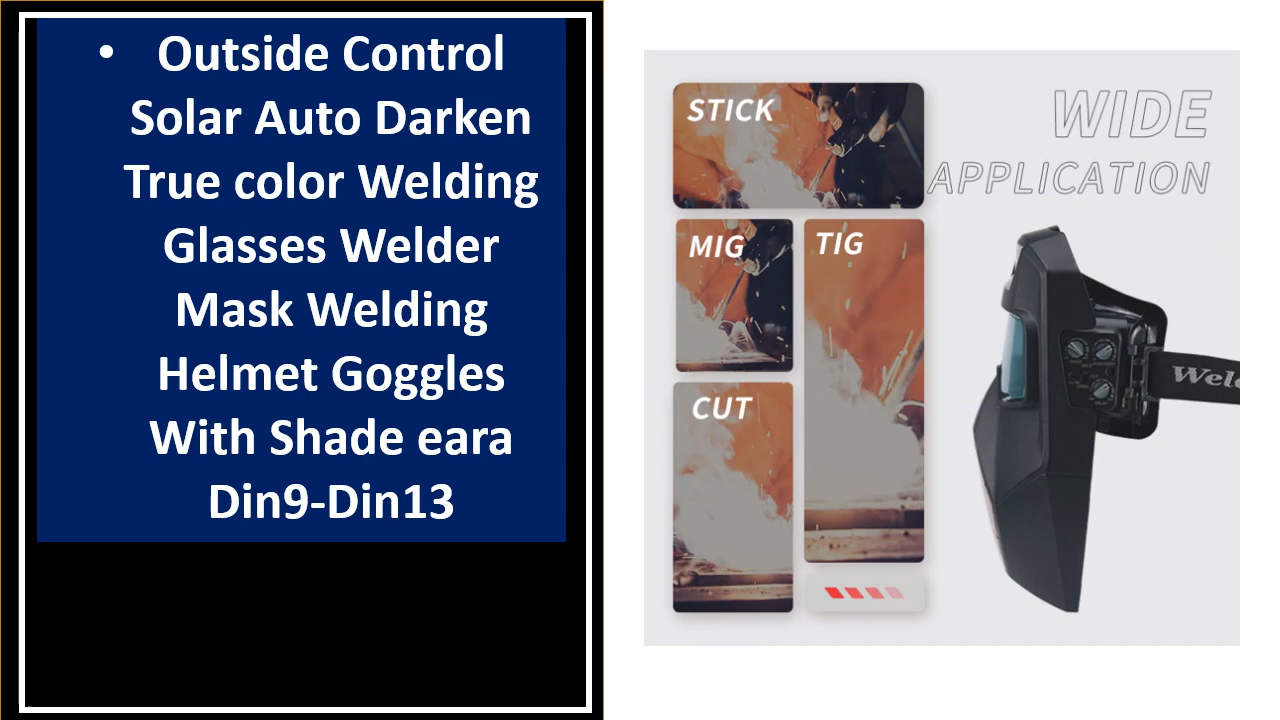 • Outside Control
Solar Auto Darken
True color Welding
Glasses Welder
Mask Welding
Helmet Goggles
With Shade eara
Din9-Din13
STICK
MIG
TIG
CUT
WIDE
APPLICATION